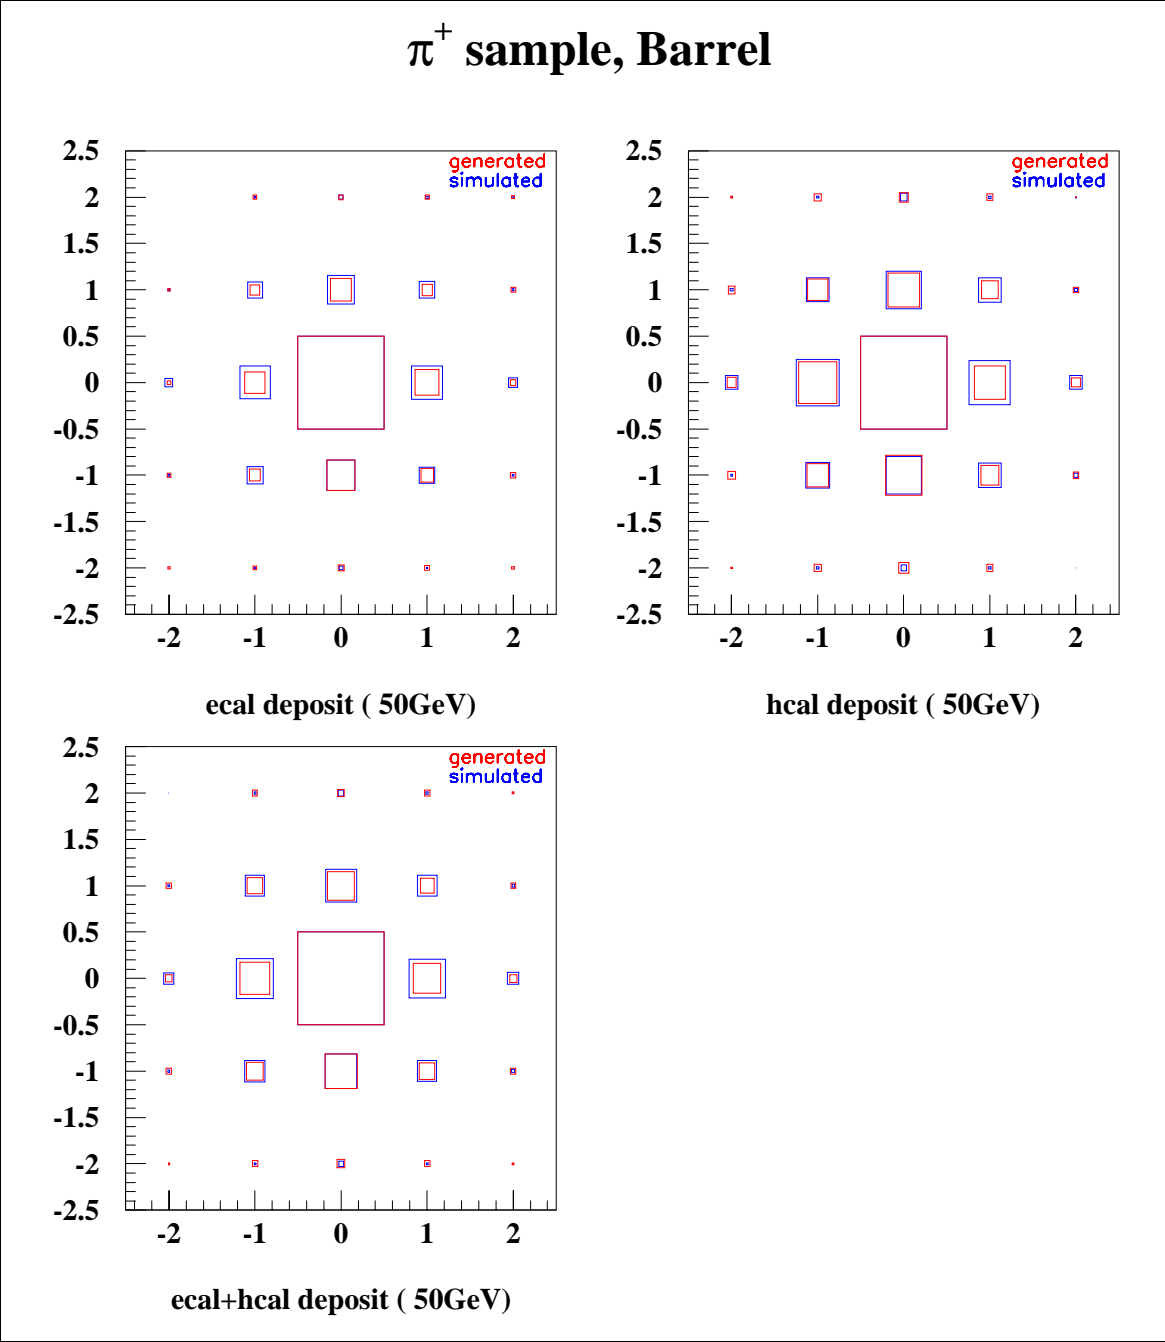 π+ sample, Barrel
2.5
generated
simulated
2
1.5
1
0.5
0
-0.5
-1
-1.5
-2
-2.5
-2 -1 0 1 2
ecal deposit ( 50GeV)
2.5
generated
simulated
2
1.5
1
0.5
0
-0.5
-1
-1.5
-2
-2.5
-2 -1 0 1 2
hcal deposit ( 50GeV)
2.5
generated
simulated
2
1.5
1
0.5
0
-0.5
-1
-1.5
-2
-2.5
-2 -1 0 1 2
ecal+hcal deposit ( 50GeV)